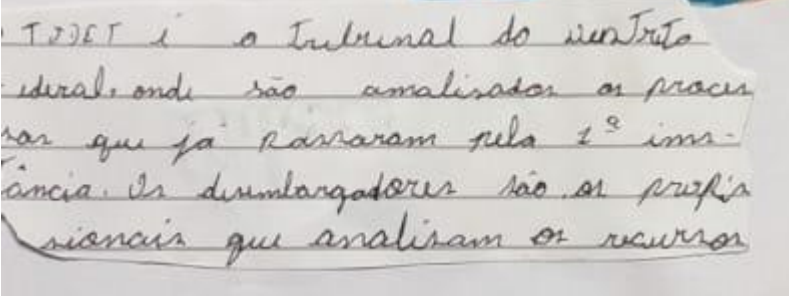 TJDFT é o Tribunal do Distrito
ederal, onde são analisados os proces
sos que já passaram pela 1ª ins-
ância. Os desembargadores são os profis
sionais que analisam os recursos